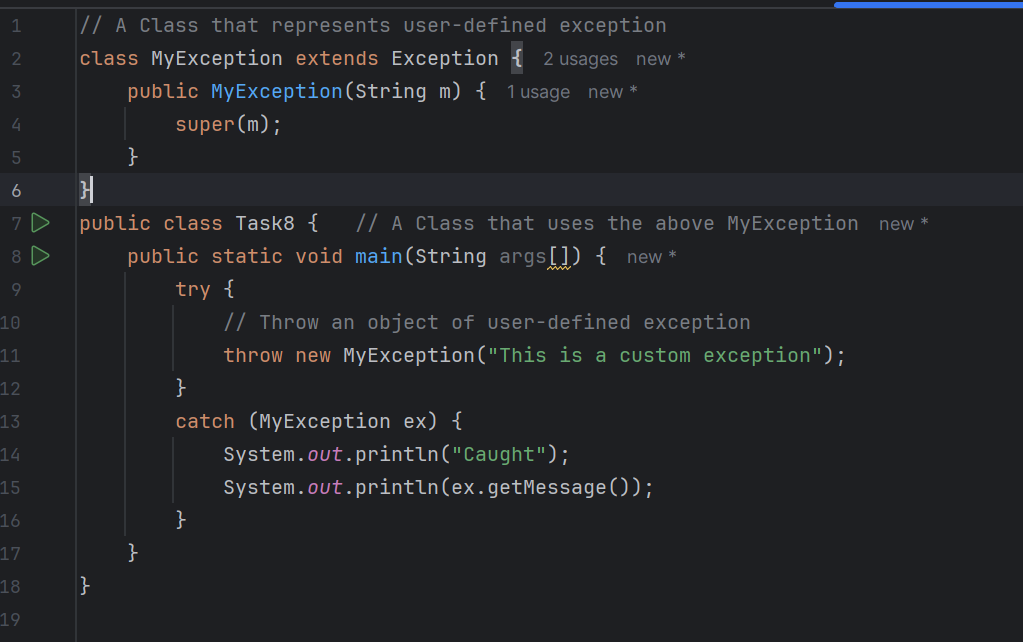 1 // A Class that represents user-defined exception
2 class MyException extends Exception { 2 usages new *
3     public MyException(String m) { 1 usage new *
4         super(m);
5     }
6 }
7 public class Task8 {   // A Class that uses the above MyException new *
8     public static void main(String args[]) { new *
9         try {
10             // Throw an object of user-defined exception
11             throw new MyException("This is a custom exception");
12         }
13         catch (MyException ex) {
14             System.out.println("Caught");
15             System.out.println(ex.getMessage());
16         }
17     }
18 }
19